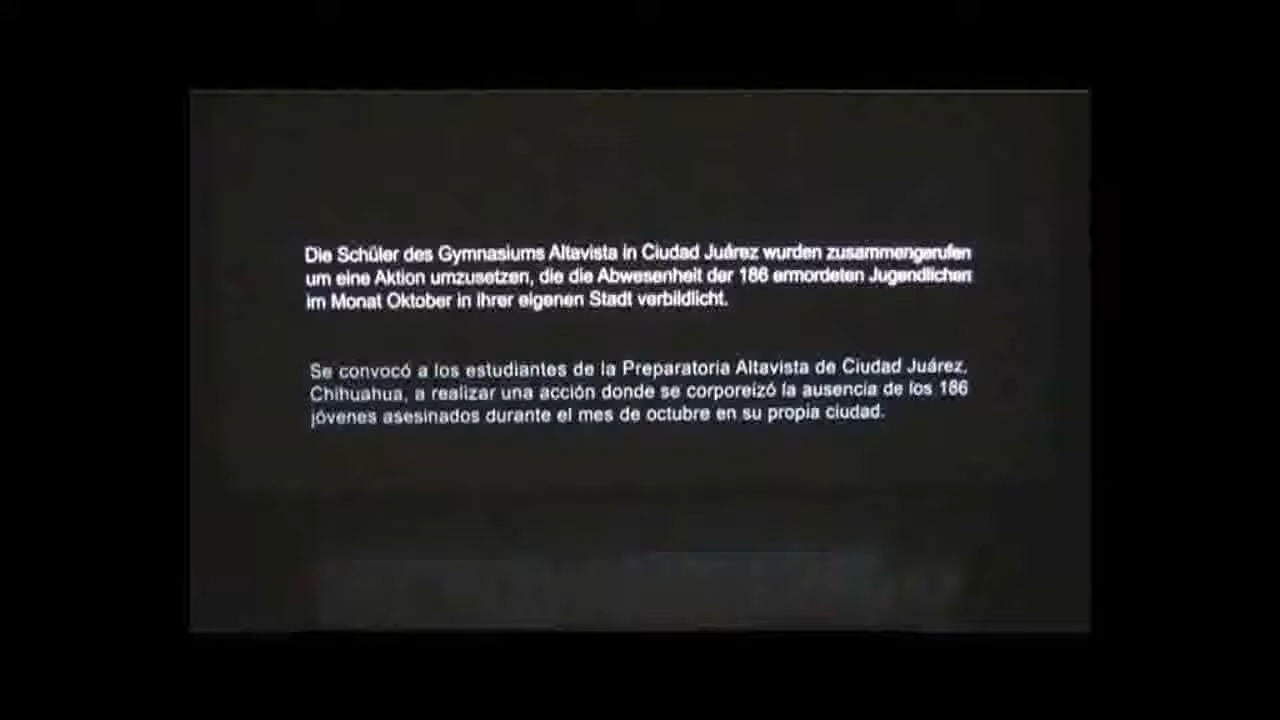 Die Schüler des Gymnasiums Altavista in Ciudad Juárez wurden zusammengerufen
um eine Aktion umzusetzen, die die Abwesenheit der 186 ermordeten Jugendlichen
im Monat Oktober in ihrer eigenen Stadt verbildlicht.
Se convocó a los estudiantes de la Preparatoria Altavista de Ciudad Juárez,
Chihuahua, a realizar una acción donde se corporeizó la ausencia de los 186
jóvenes asesinados durante el mes de octubre en su propia ciudad.